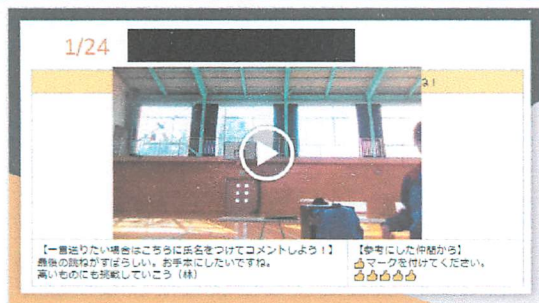 1/24
ね！
【一言送りたい場合はこちらに氏名をつけてコメントしよう！】
最後の跳ねがすばらしい。お手本にしたいですね。
高いものにも挑戦していこう（林）
【参考にした仲間から】
👍マークを付けてください。
👍👍👍👍👍